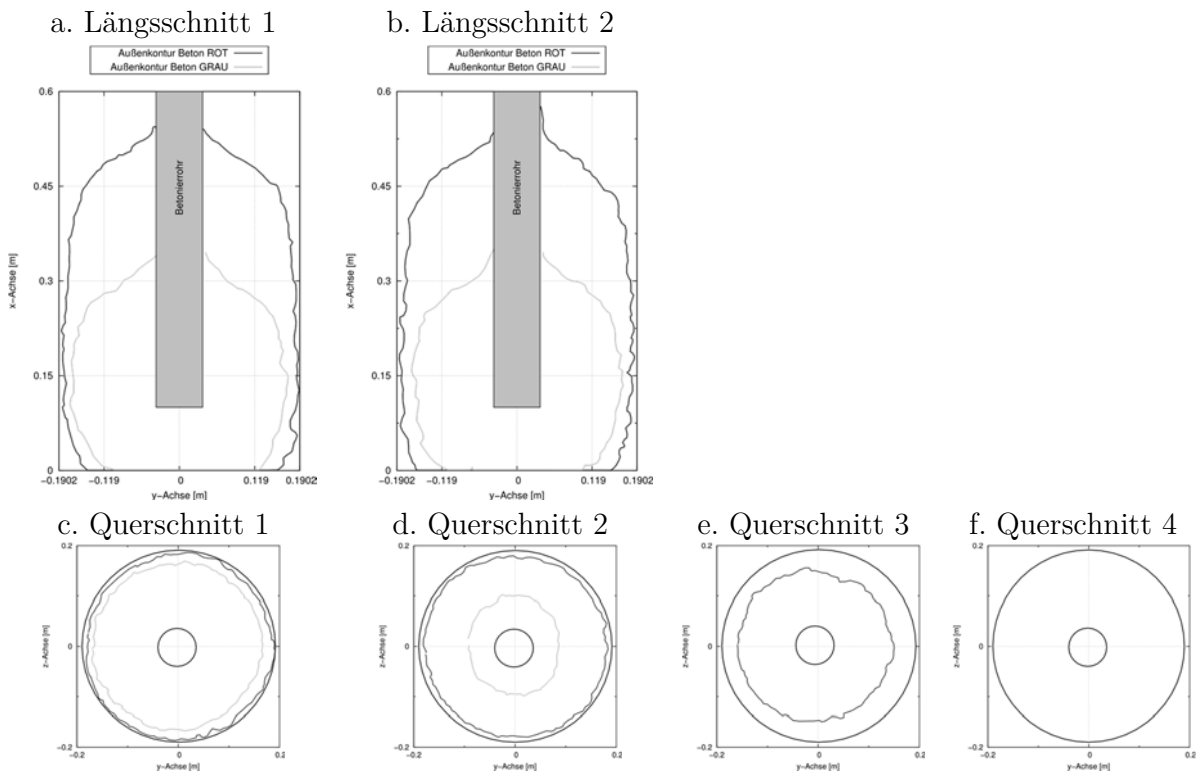 a. Längsschnitt 1
Außenkontur Beton ROT
Außenkontur Beton GRAU
0.6
0.45
0.3
0.15
0
x-Achse [m]
Betonierrohr
-0.1902 -0.119 0 0.119 0.1902
y-Achse [m]
b. Längsschnitt 2
Außenkontur Beton ROT
Außenkontur Beton GRAU
0.6
0.45
0.3
0.15
0
x-Achse [m]
Betonierrohr
-0.1902 -0.119 0 0.119 0.1902
y-Achse [m]
c. Querschnitt 1
0.2
0
-0.2
z-Achse [m]
-0.2 0 0.2
y-Achse [m]
d. Querschnitt 2
0.2
0
-0.2
z-Achse [m]
-0.2 0 0.2
y-Achse [m]
e. Querschnitt 3
0.2
0
-0.2
z-Achse [m]
-0.2 0 0.2
y-Achse [m]
f. Querschnitt 4
0.2
0
-0.2
z-Achse [m]
-0.2 0 0.2
y-Achse [m]